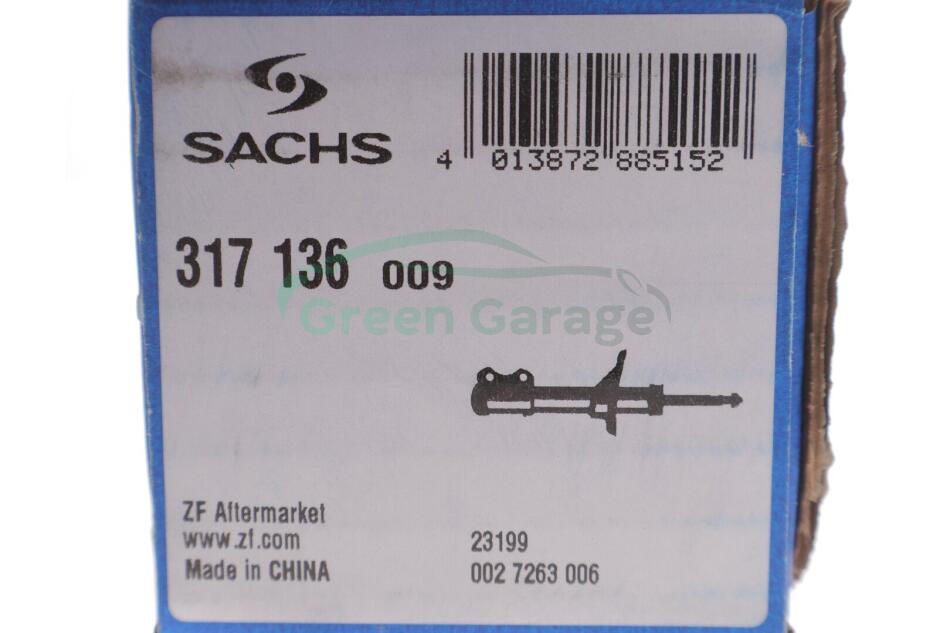 SACHS
4 013872 885152
317 136 009
Green Garage
ZF Aftermarket
www.zf.com
Made in CHINA
23199
002 7263 006